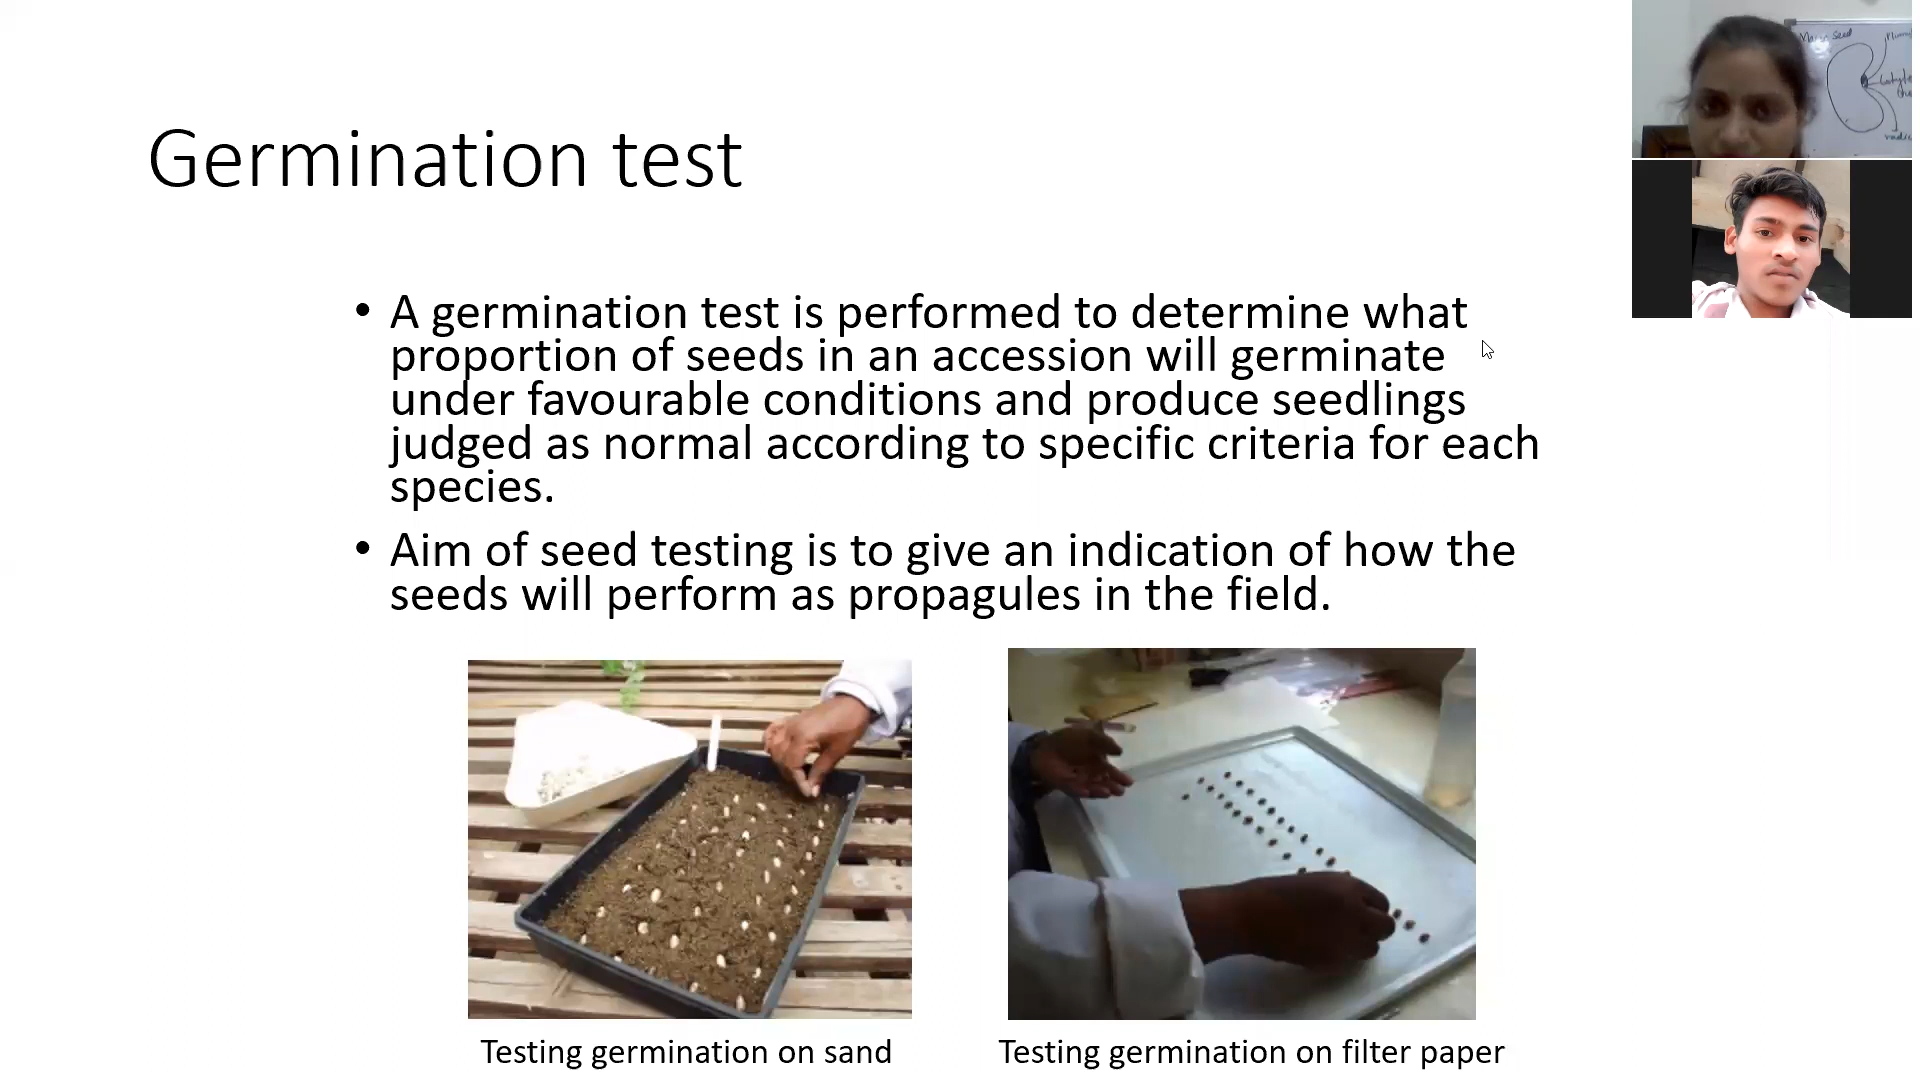 Germination test
• A germination test is performed to determine what
proportion of seeds in an accession will germinate
under favourable conditions and produce seedlings
judged as normal according to specific criteria for each
species.
• Aim of seed testing is to give an indication of how the
seeds will perform as propagules in the field.
Testing germination on sand
Testing germination on filter paper
seed